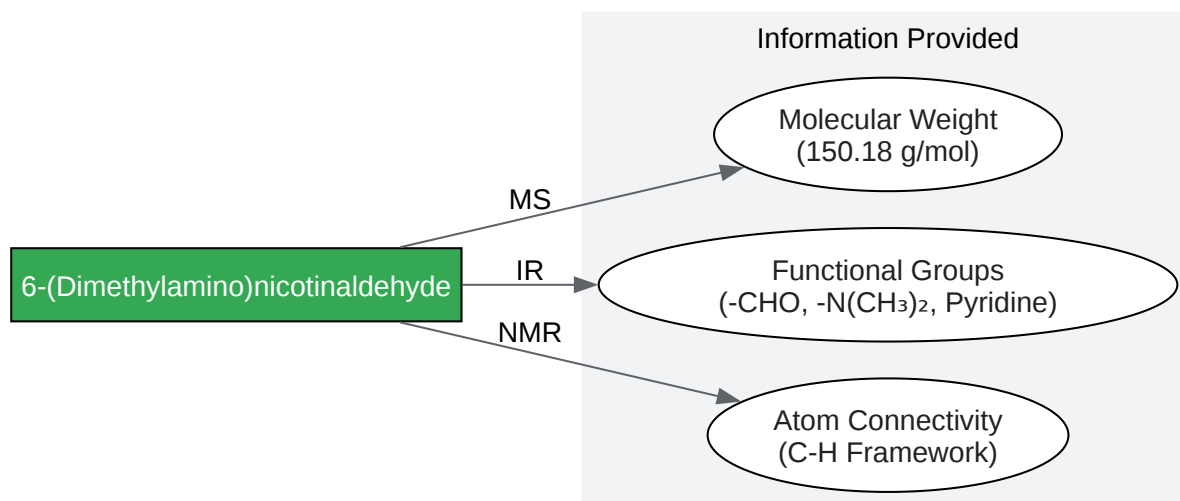 Information Provided
Molecular Weight
(150.18 g/mol)
MS
6-(Dimethylamino)nicotinaldehyde
IR
Functional Groups
(-CHO, -N(CH₃)₂, Pyridine)
NMR
Atom Connectivity
(C-H Framework)